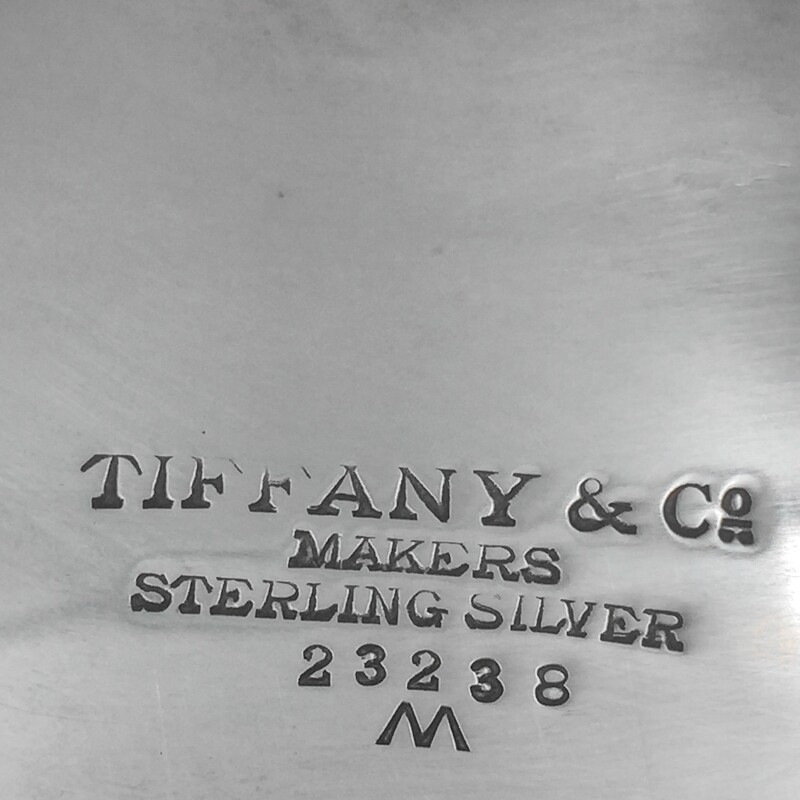 TIFFANY & Cº
MAKERS
STERLING SILVER
23238
M